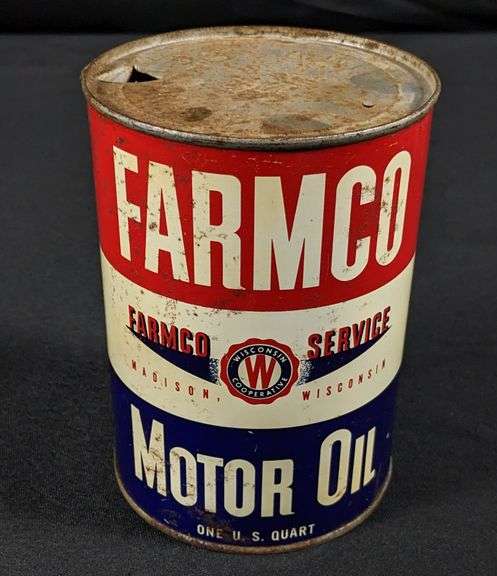 FARMCO
FARMCO SERVICE
WISCONSIN
W
COOPERATIVE
MADISON, WISCONSIN
MOTOR OIL
ONE U. S. QUART